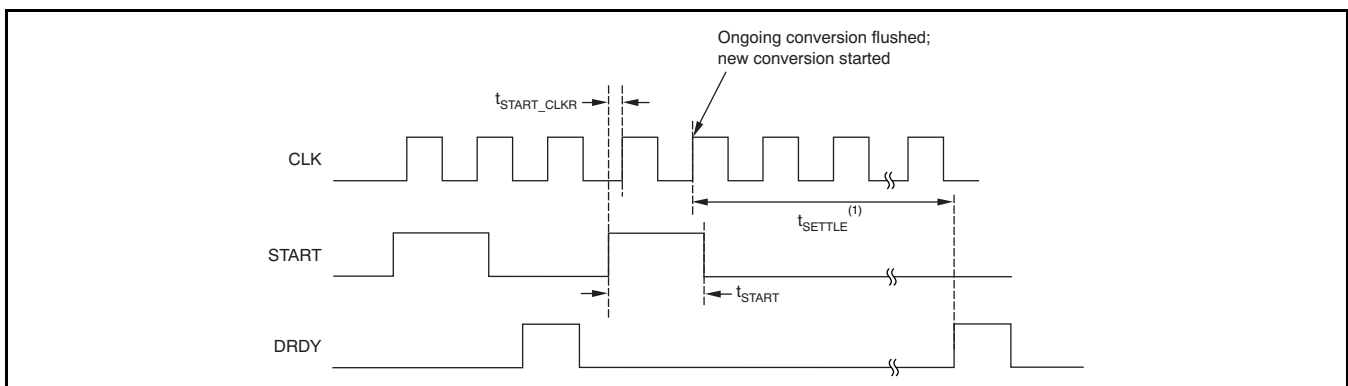 Ongoing conversion flushed;
new conversion started
tSTART_CLKR
CLK
tSETTLE(1)
START
tSTART
DRDY